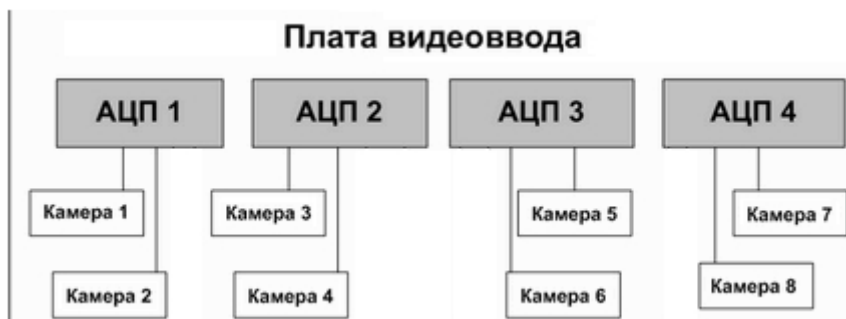 Плата видеоввода
АЦП 1
АЦП 2
АЦП 3
АЦП 4
Камера 1
Камера 3
Камера 5
Камера 7
Камера 2
Камера 4
Камера 6
Камера 8